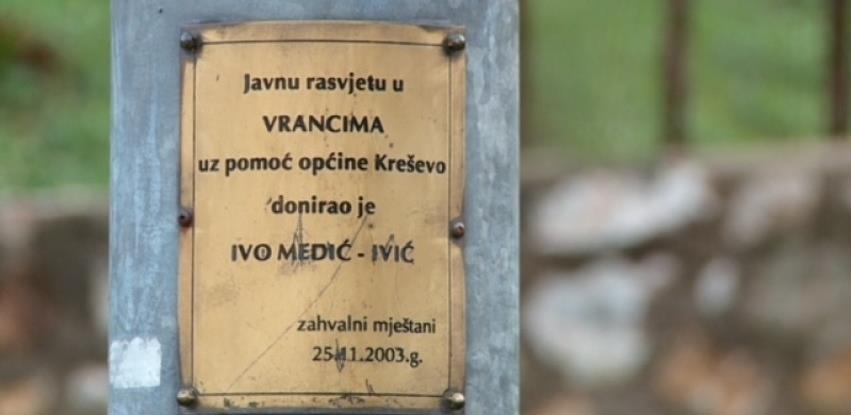 Javnu rasvjetu u
VRANCIMA
uz pomoć općine Kreševo
donirao je
IVO MEDIĆ - IVIĆ
zahvalni mještani
25.11.2003.g.